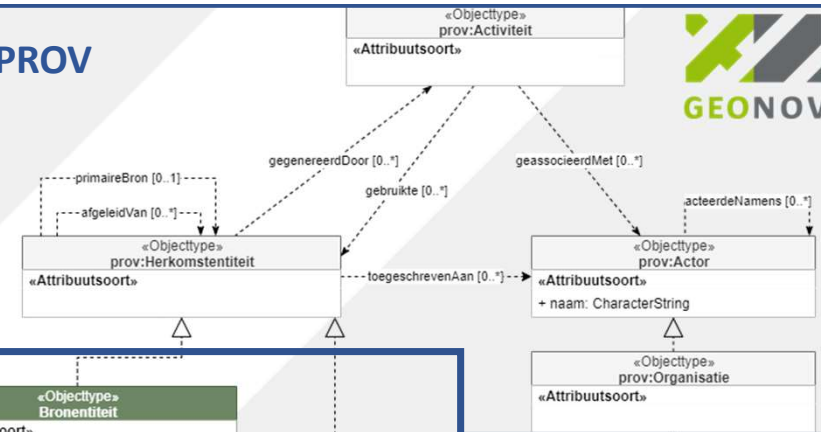 PROV
«Objecttype»
prov:Activiteit
«Attribuutsoort»
GEONOV
gegenereerdDoor [0..*]
geassocieerdMet [0..*]
primaireBron [0..1]
gebruikte [0..*]
acteerdeNamens [0..*]
afgeleidVan [0..*]
«Objecttype»
prov:Herkomstentiteit
«Attribuutsoort»
toegeschrevenAan [0..*]
«Objecttype»
prov:Actor
«Attribuutsoort»
+ naam: CharacterString
«Objecttype»
prov:Organisatie
«Attribuutsoort»
«Objecttype»
Bronentiteit
oort»